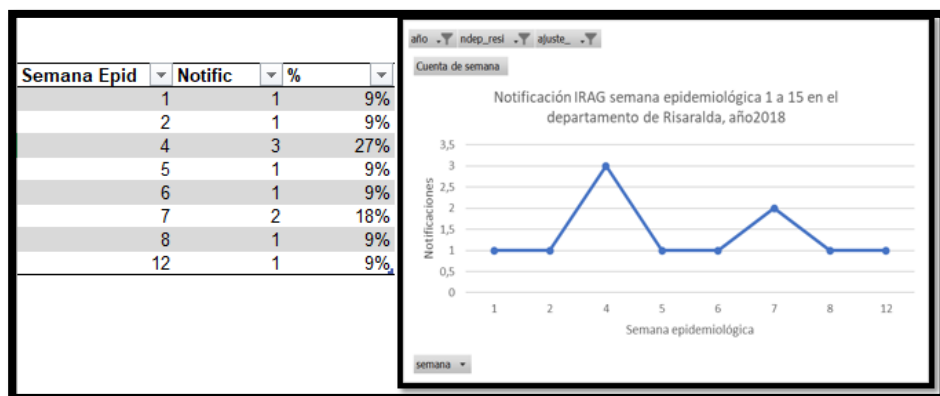 Semana Epid Notific %
1 1 9%
2 1 9%
4 3 27%
5 1 9%
6 1 9%
7 2 18%
8 1 9%
12 1 9%
año ndep_resi ajuste_
Cuenta de semana
Notificación IRAG semana epidemiológica 1 a 15 en el
departamento de Risaralda, año2018
Notificaciones
3,5
3
2,5
2
1,5
1
0,5
0
1 2 4 5 6 7 8 12
Semana epidemiológica
semana